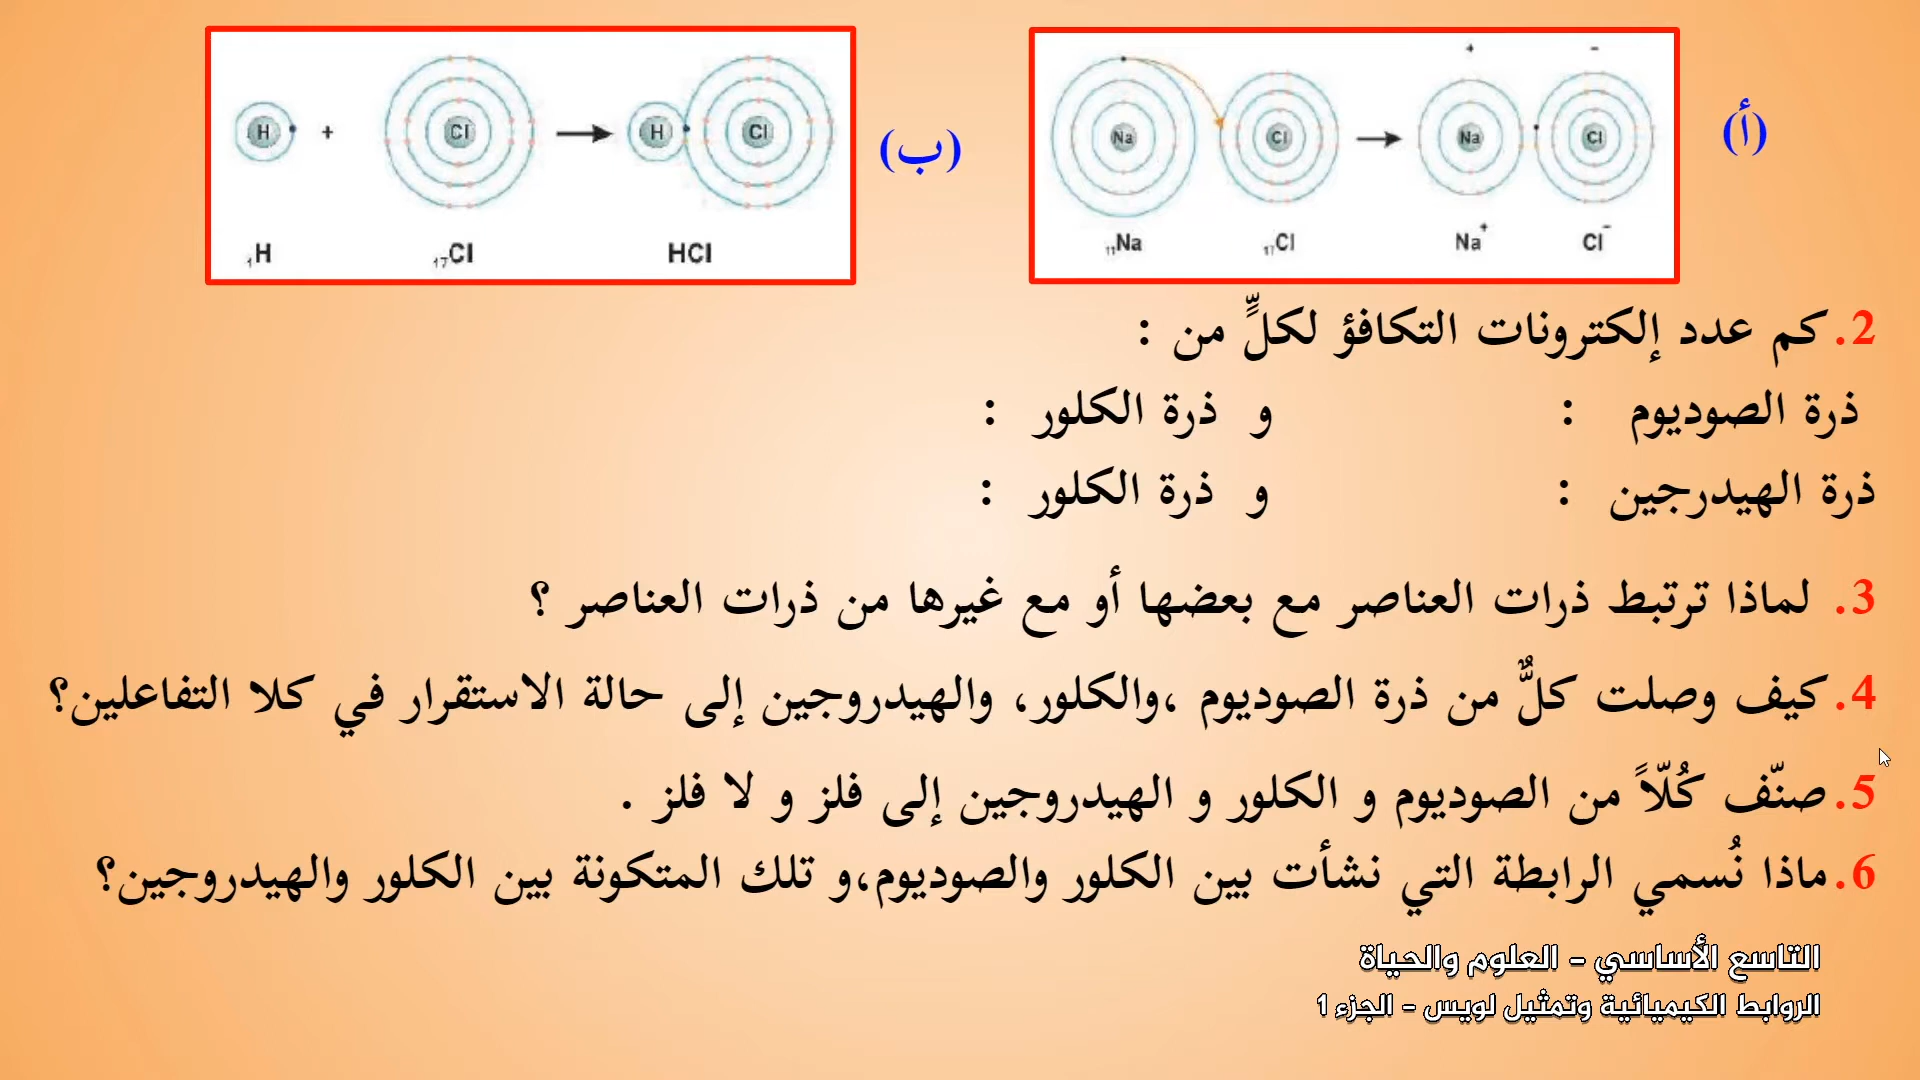 (أ)
Na Cl → Na + Cl -
₁₁Na ₁₇Cl Na⁺ Cl⁻
(ب)
H + Cl → H Cl
₁H ₁₇Cl HCl
2. كم عدد إلكترونات التكافؤ لكلٍّ من :
ذرة الصوديوم : و ذرة الكلور :
ذرة الهيدرجين : و ذرة الكلور :
3. لماذا ترتبط ذرات العناصر مع بعضها أو مع غيرها من ذرات العناصر ؟
4. كيف وصلت كلٌّ من ذرة الصوديوم ،والكلور، والهيدروجين إلى حالة الاستقرار في كلا التفاعلين؟
5. صنّف كُلّاً من الصوديوم و الكلور و الهيدروجين إلى فلز و لا فلز .
6. ماذا نُسمي الرابطة التي نشأت بين الكلور والصوديوم،و تلك المتكونة بين الكلور والهيدروجين؟
التاسع الأساسي - العلوم والحياة
الروابط الكيميائية وتمثيل لويس - الجزء 1